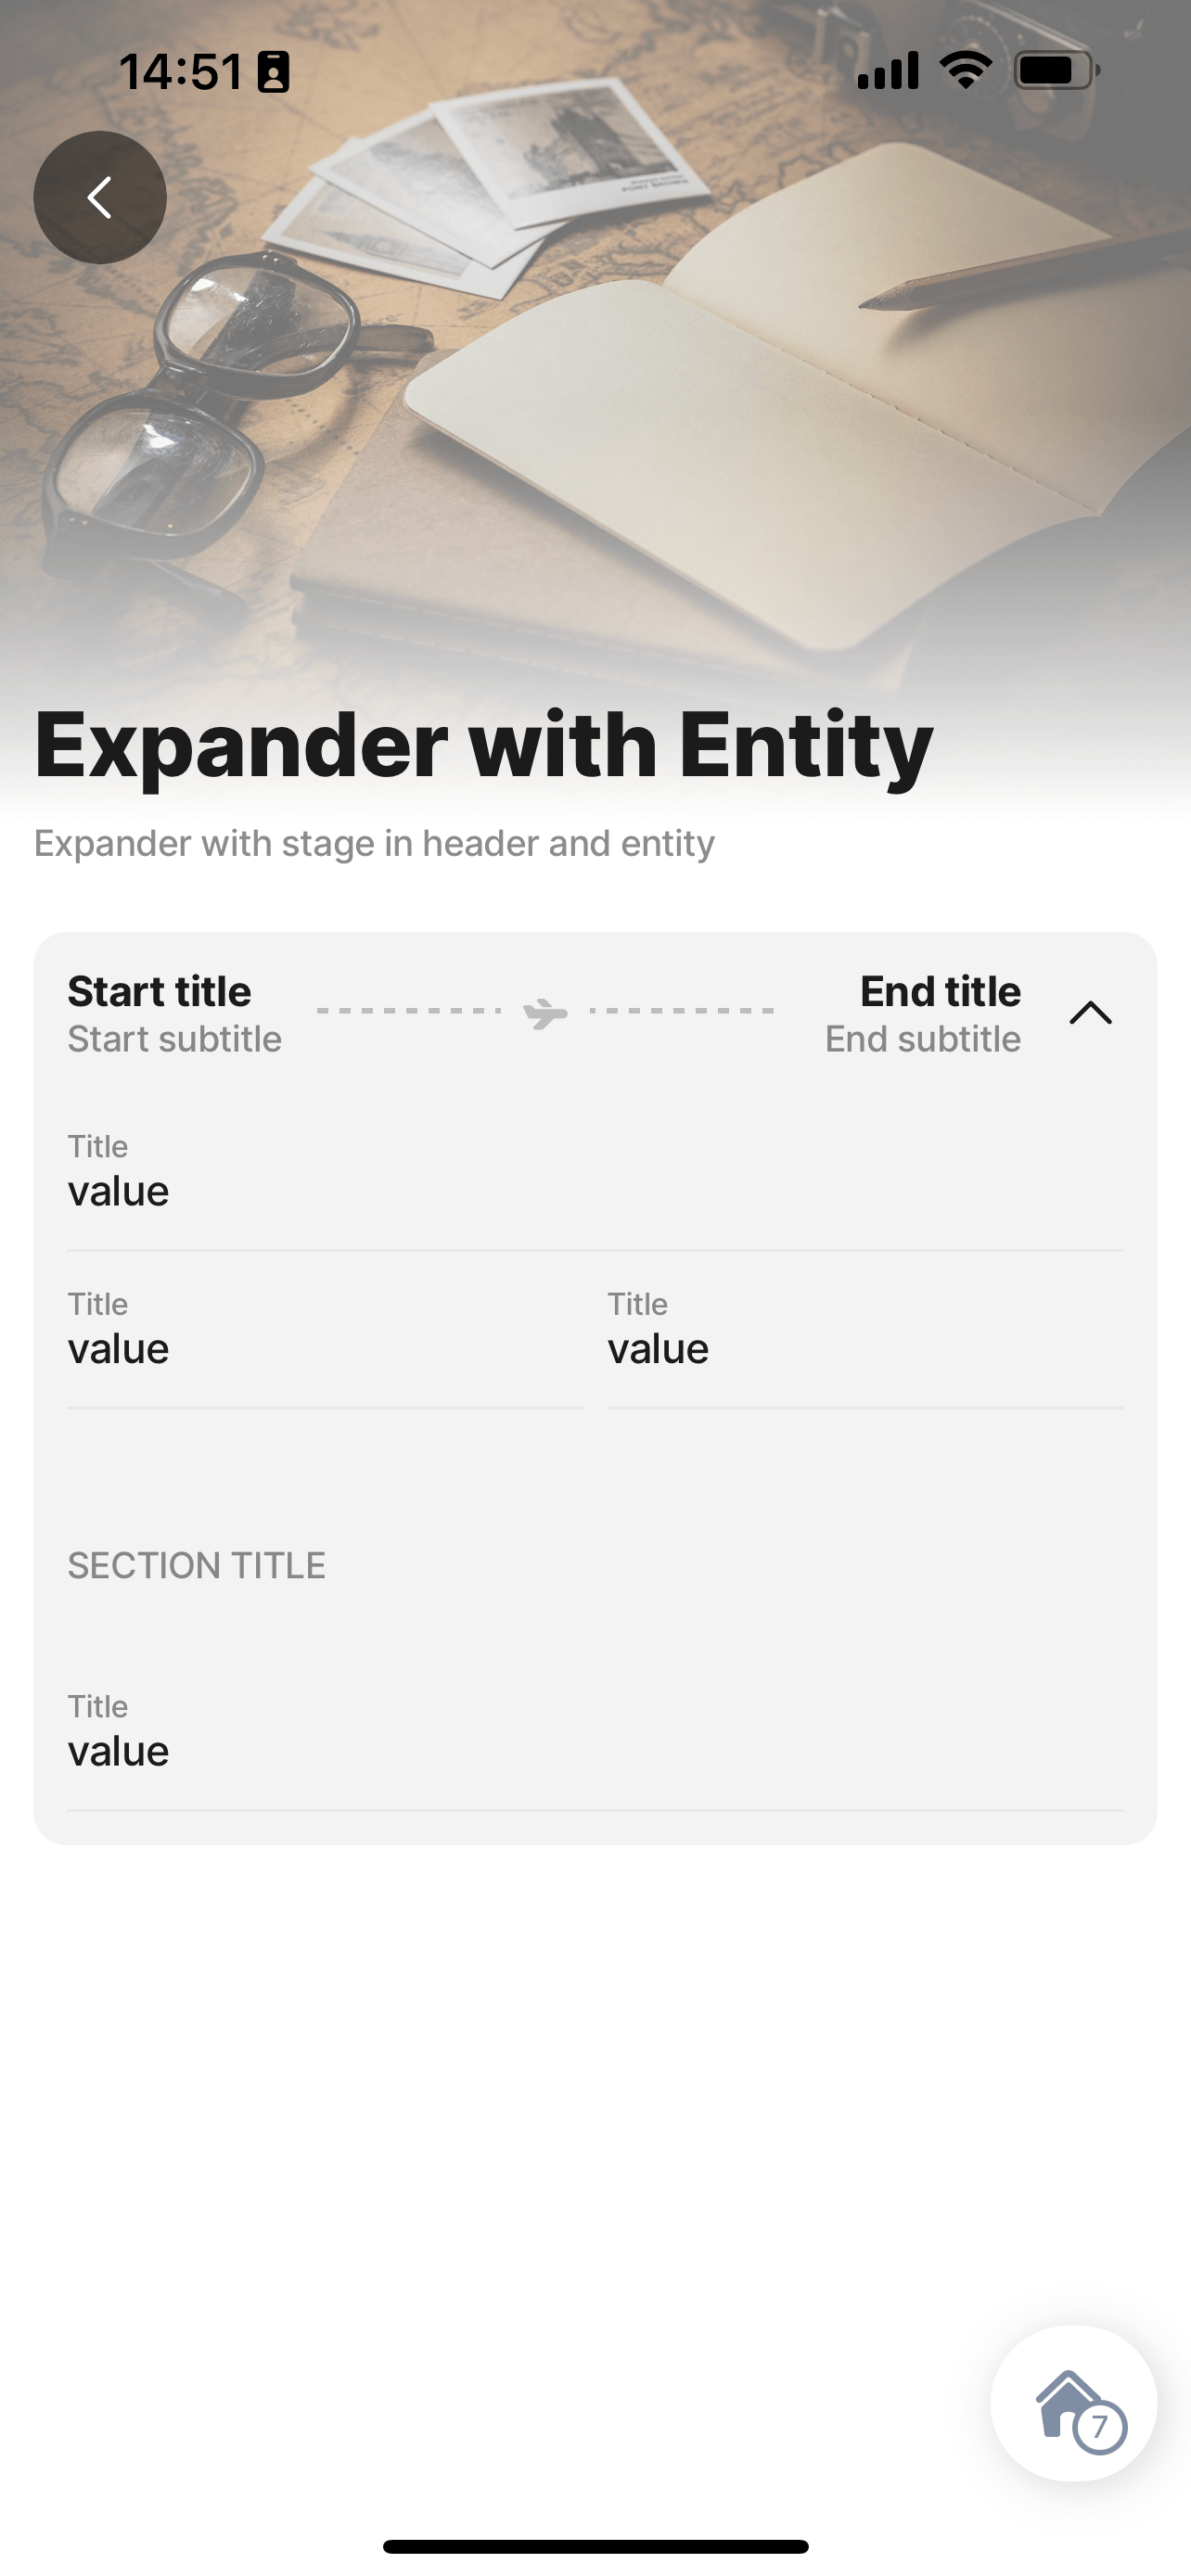 14:51
Expander with Entity
Expander with stage in header and entity
Start title
End title
Start subtitle
End subtitle
Title
value
Title
Title
value
value
SECTION TITLE
Title
value
7